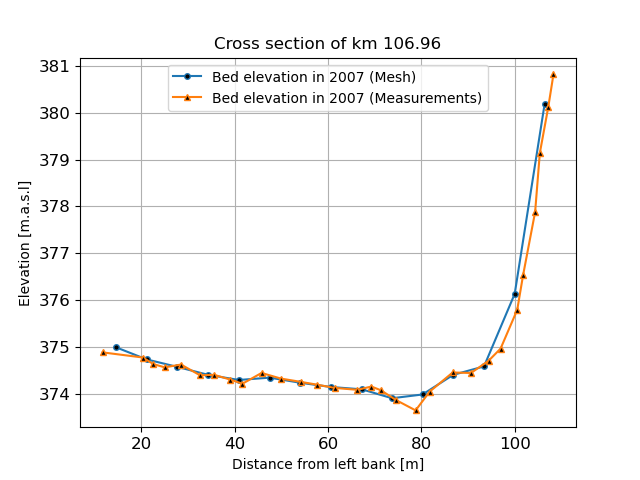 Cross section of km 106.96
Bed elevation in 2007 (Mesh)
Bed elevation in 2007 (Measurements)
381
380
379
378
377
376
375
374
Elevation [m.a.s.l]
20 40 60 80 100
Distance from left bank [m]